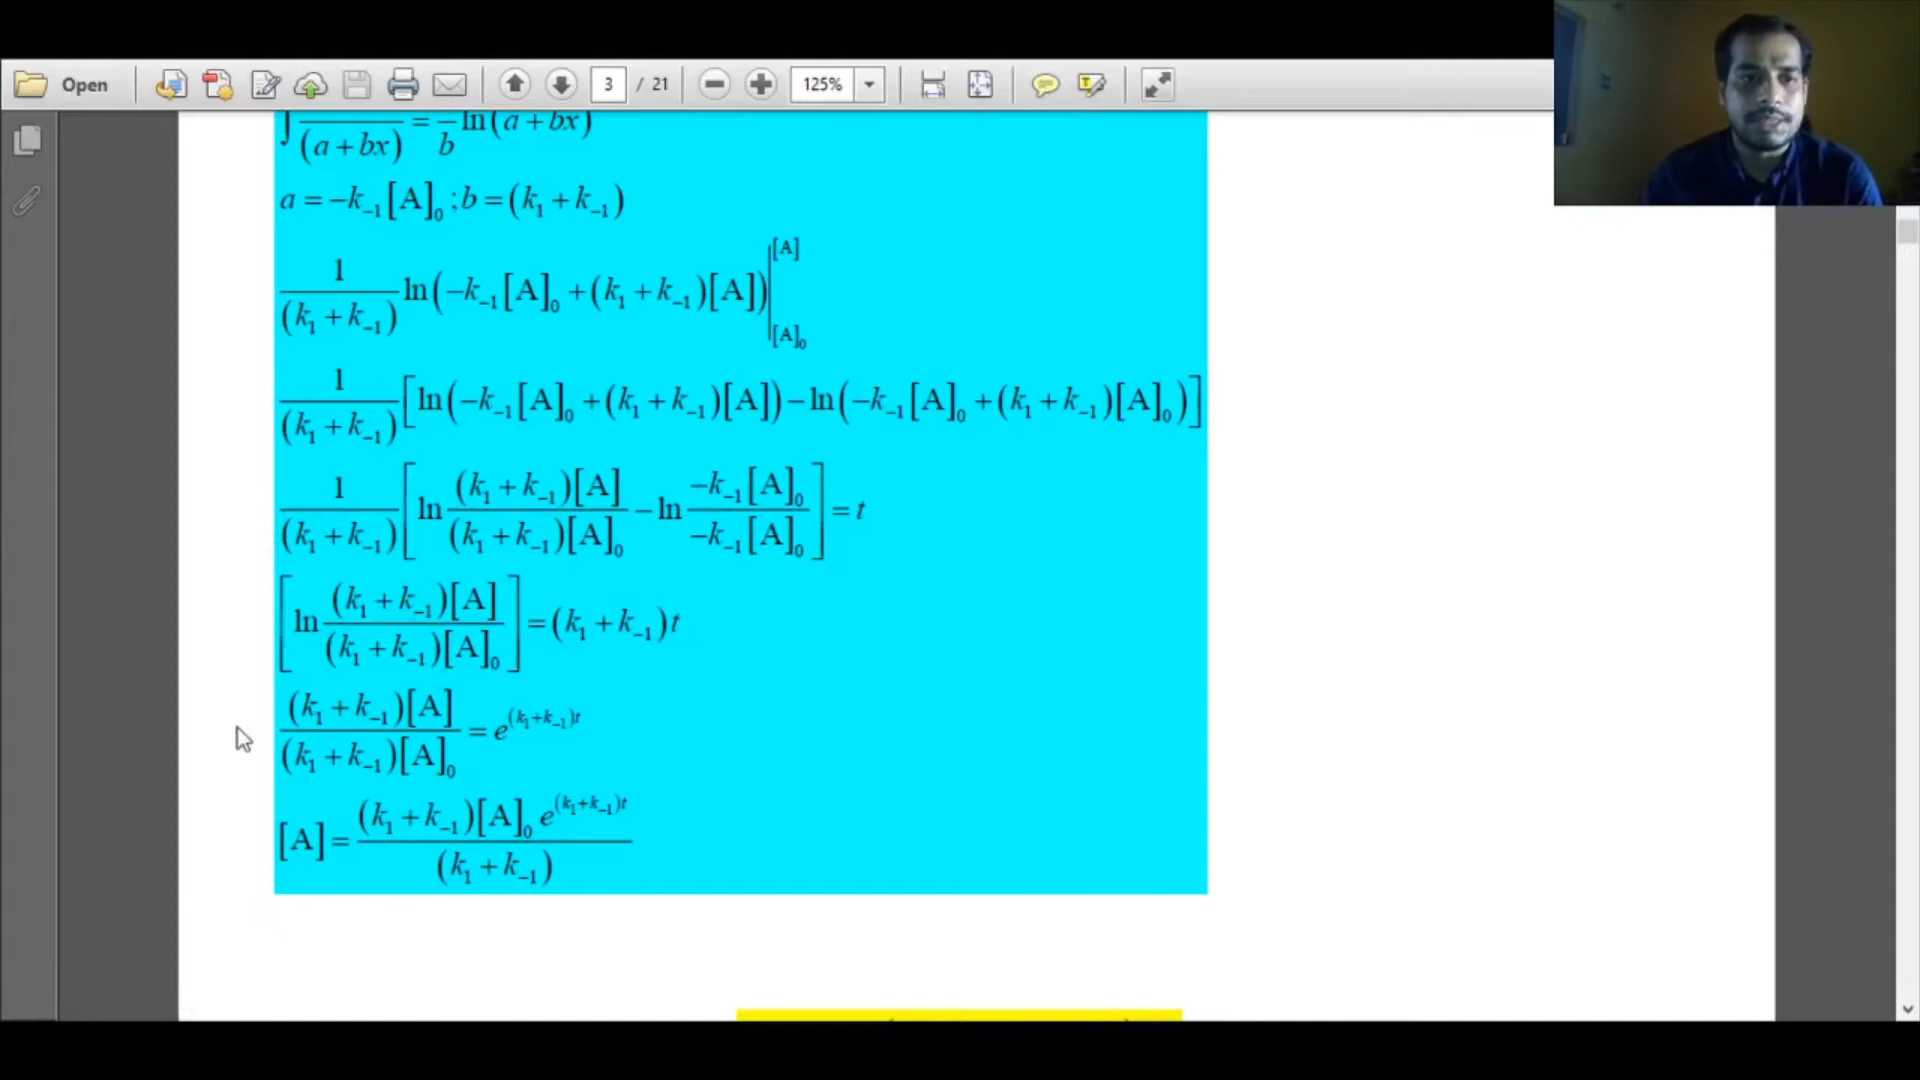 Open 3 / 21 125%
∫ (a + bx) = b ln(a + bx)
a = −k₋₁[A]₀ ; b = (k₁ + k₋₁)
1/(k₁ + k₋₁) ln(−k₋₁[A]₀ + (k₁ + k₋₁)[A]) |_[A]₀^[A]
1/(k₁ + k₋₁) [ln(−k₋₁[A]₀ + (k₁ + k₋₁)[A]) − ln(−k₋₁[A]₀ + (k₁ + k₋₁)[A]₀)]
1/(k₁ + k₋₁) [ln (k₁ + k₋₁)[A]/(k₁ + k₋₁)[A]₀ − ln −k₋₁[A]₀/−k₋₁[A]₀] = t
[ln (k₁ + k₋₁)[A]/(k₁ + k₋₁)[A]₀] = (k₁ + k₋₁)t
(k₁ + k₋₁)[A]/(k₁ + k₋₁)[A]₀ = e^(k₁+k₋₁)t
[A] = (k₁ + k₋₁)[A]₀ e^(k₁+k₋₁)t/(k₁ + k₋₁)